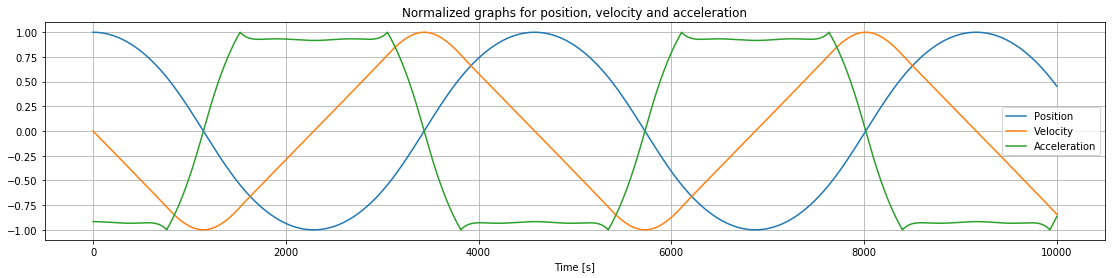 Normalized graphs for position, velocity and acceleration
1.00
0.75
0.50
0.25
0.00
−0.25
−0.50
−0.75
−1.00
Position
Velocity
Acceleration
0 2000 4000 6000 8000 10000
Time [s]